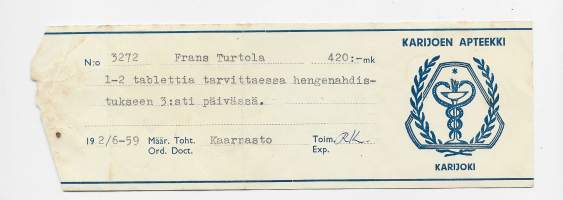 KARIJOEN APTEEKKI
N:o 3272 Frans Turtola 420:-mk
1-2 tablettia tarvittaessa hengenahdis-
tukseen 3:sti päivässä.
19 2/6-59 Määr. Toht. Kaarrasto Toim. RK.
Ord. Doct. Exp.
KARIJOKI